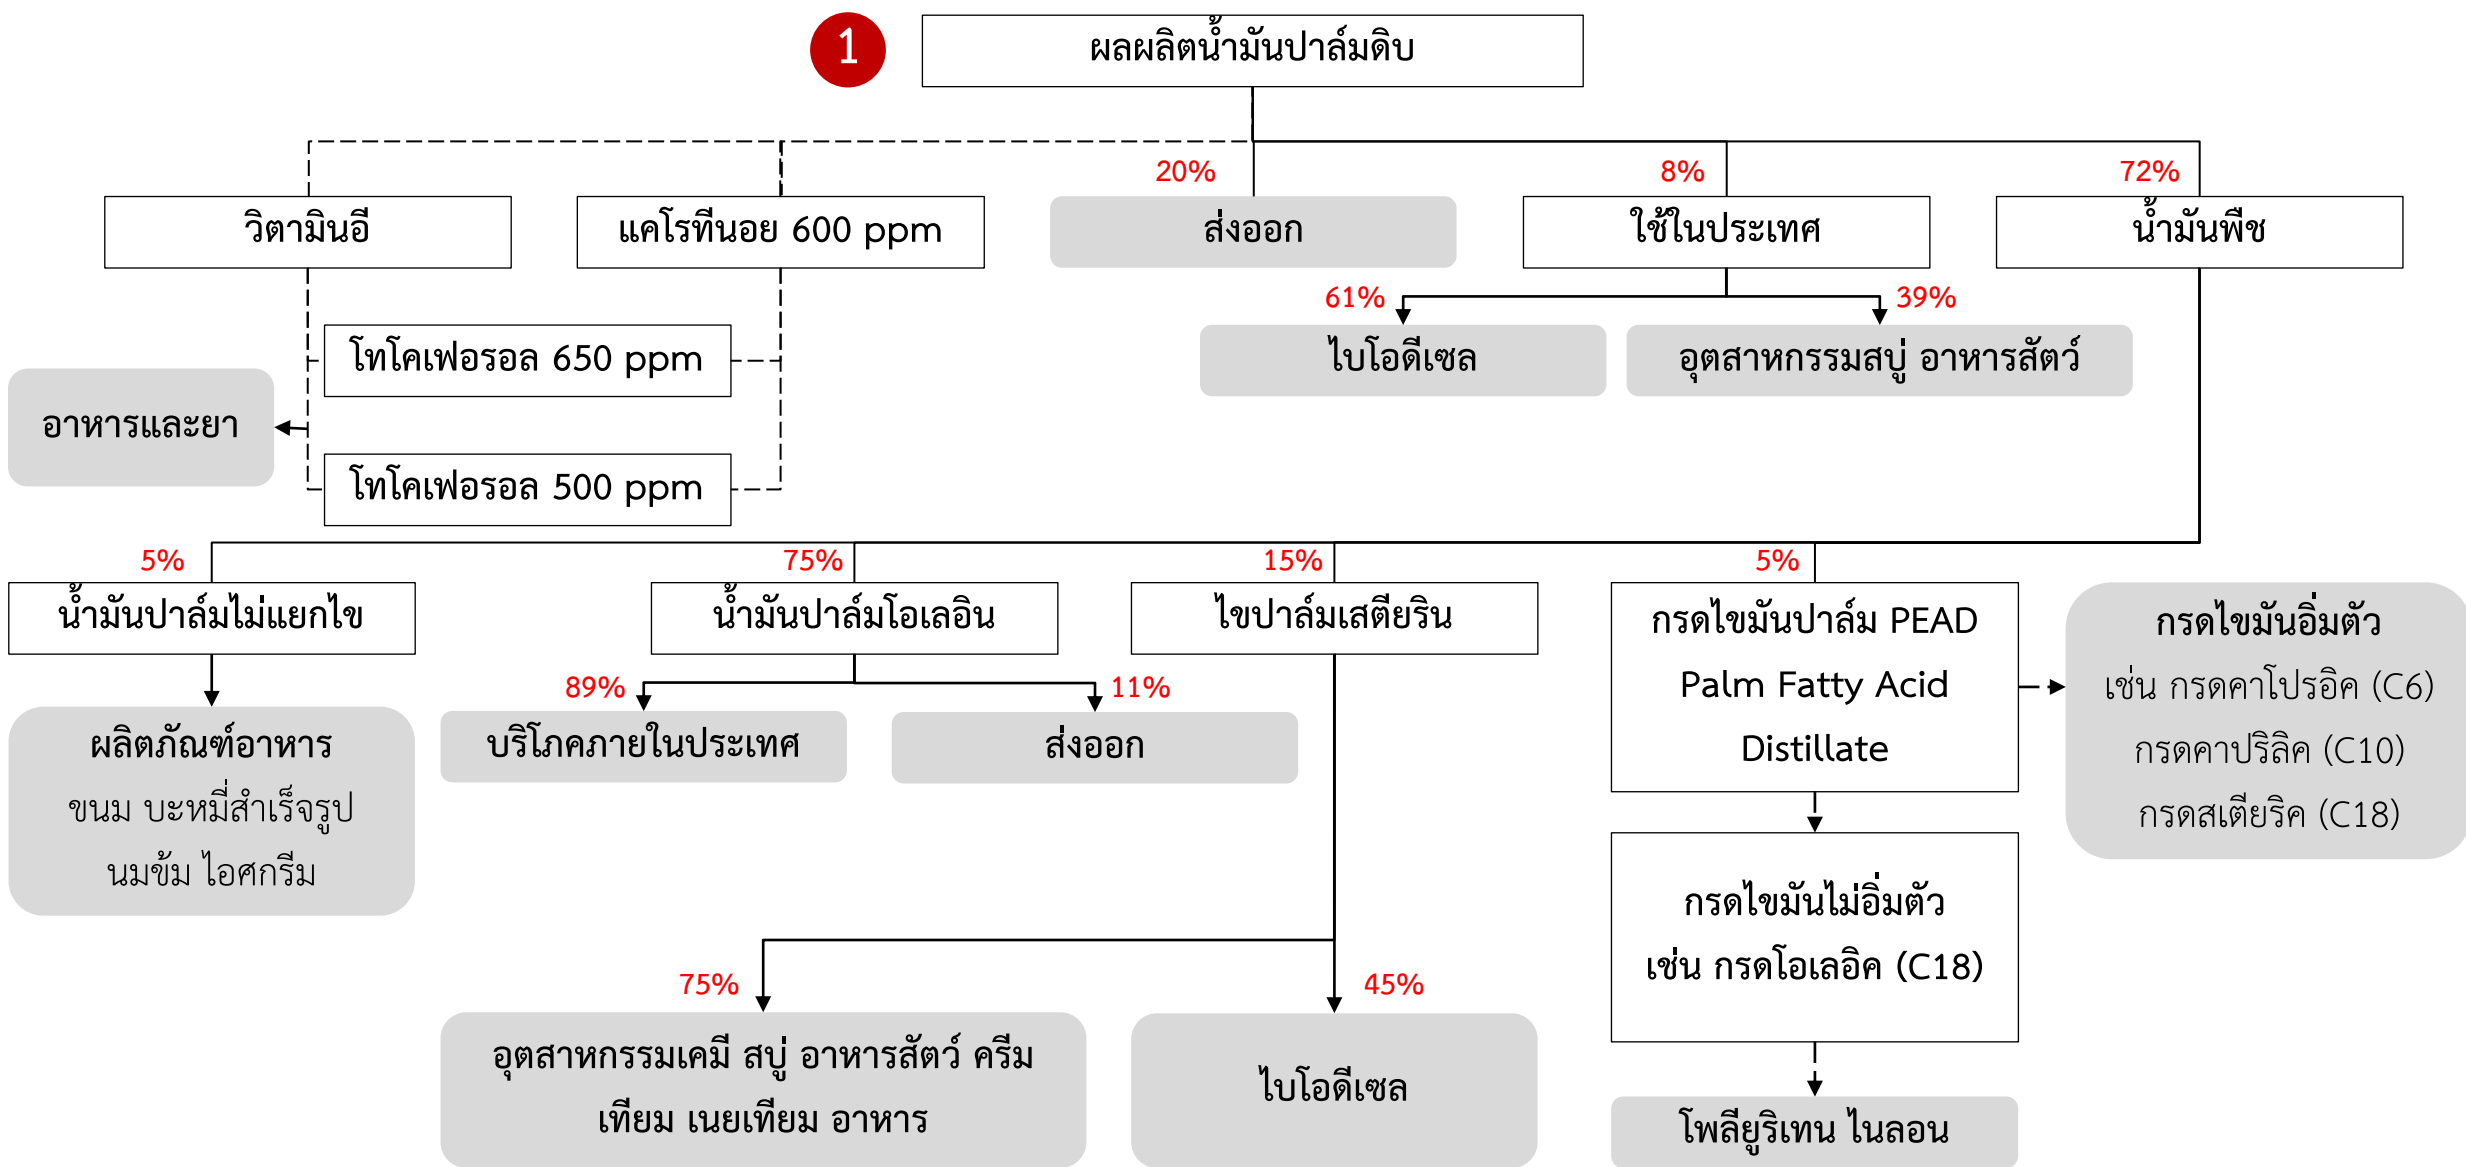 1
ผลผลิตน้ำมันปาล์มดิบ
20%
8%
72%
วิตามินอี
แคโรทีนอย 600 ppm
ส่งออก
ใช้ในประเทศ
น้ำมันพืช
61%
39%
โทโคเฟอรอล 650 ppm
ไบโอดีเซล
อุตสาหกรรมสบู่ อาหารสัตว์
อาหารและยา
โทโคเฟอรอล 500 ppm
5%
75%
15%
5%
น้ำมันปาล์มไม่แยกไข
น้ำมันปาล์มโอเลอิน
ไขปาล์มเสตียริน
กรดไขมันปาล์ม PEAD
Palm Fatty Acid
Distillate
กรดไขมันอิ่มตัว
เช่น กรดคาโปรอิค (C6)
กรดคาปริลิค (C10)
กรดสเตียริค (C18)
89%
11%
ผลิตภัณฑ์อาหาร
ขนม บะหมี่สำเร็จรูป
นมข้ม ไอศกรีม
บริโภคภายในประเทศ
ส่งออก
กรดไขมันไม่อิ่มตัว
เช่น กรดโอเลอิค (C18)
75%
45%
อุตสาหกรรมเคมี สบู่ อาหารสัตว์ ครีม
เทียม เนยเทียม อาหาร
ไบโอดีเซล
โพลียูริเทน ไนลอน